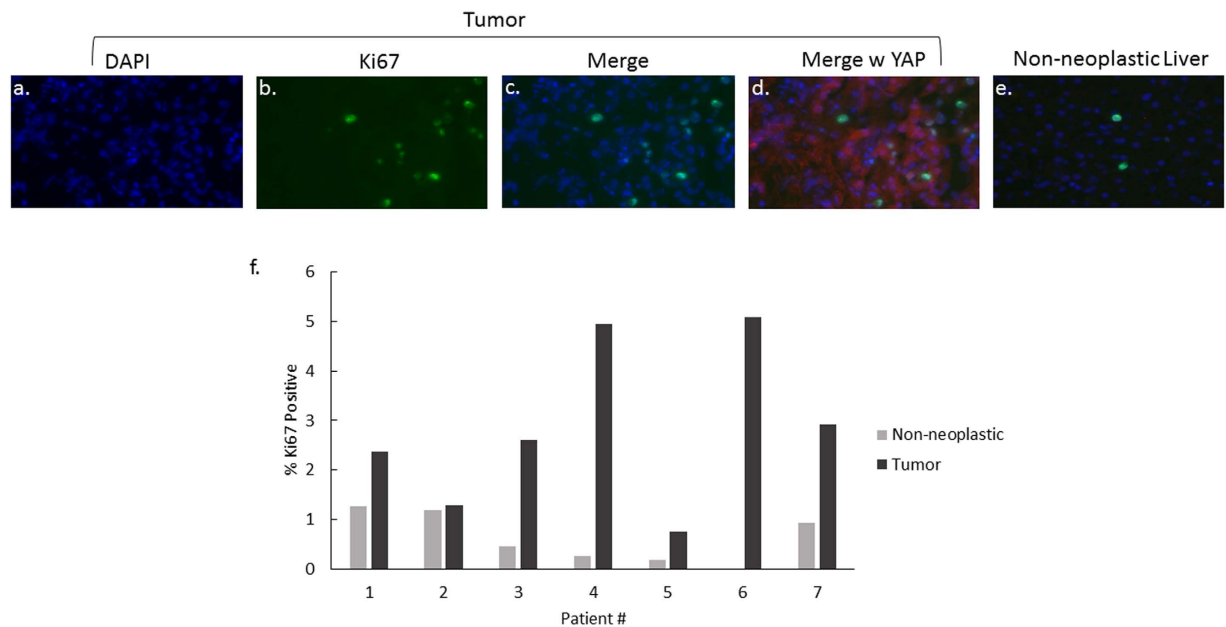 Tumor
DAPI
Ki67
Merge
Merge w YAP
Non-neoplastic Liver
a.
b.
c.
d.
e.
f.
6
5
4
3
2
1
0
% Ki67 Positive
1 2 3 4 5 6 7
Patient #
Non-neoplastic
Tumor